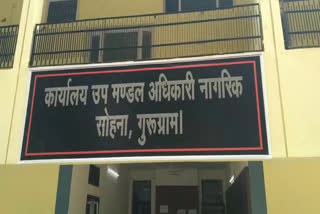 कार्यालय उप मण्डल अधिकारी नागरिक
सोहना, गुरूग्राम।